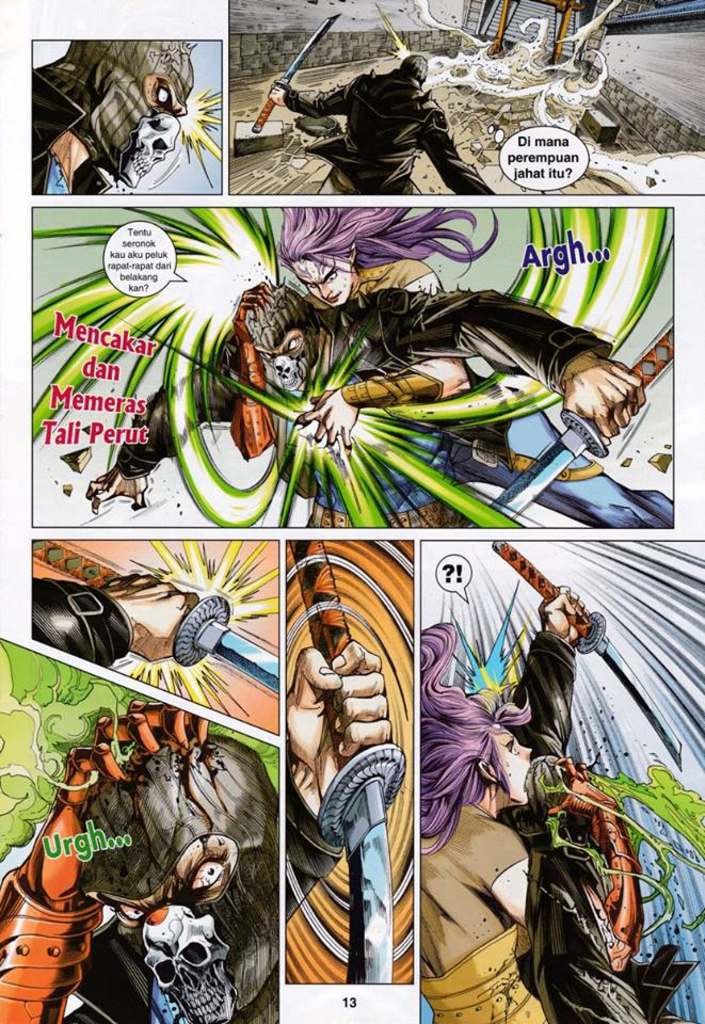 Di mana
perempuan
jahat itu?
Tentu
seronok
kau aku peluk
rapat-rapat dari
belakang
kan?
Argh...
Mencakar
dan
Memeras
Tali Perut
?!
Urgh...
13